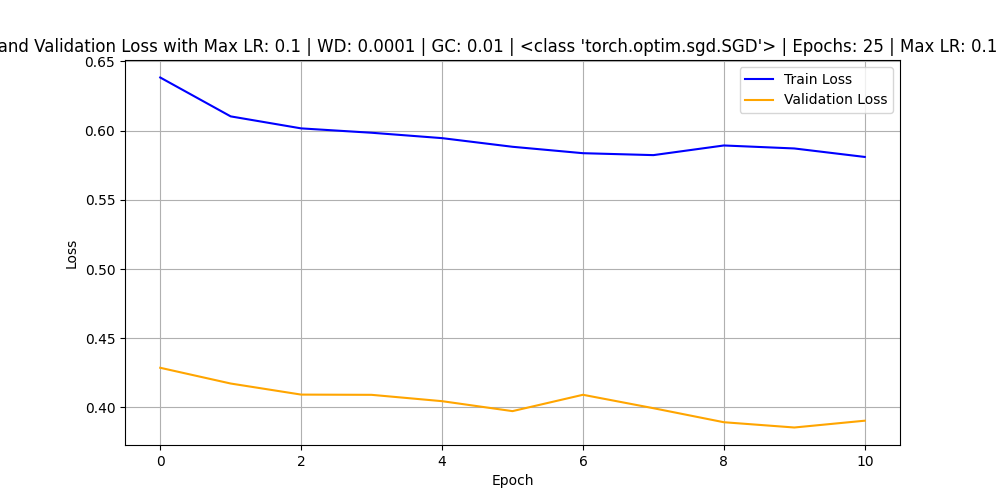 and Validation Loss with Max LR: 0.1 | WD: 0.0001 | GC: 0.01 | <class 'torch.optim.sgd.SGD'> | Epochs: 25 | Max LR: 0.1
Train Loss
Validation Loss
0.65
0.60
0.55
0.50
0.45
0.40
Loss
0 2 4 6 8 10
Epoch